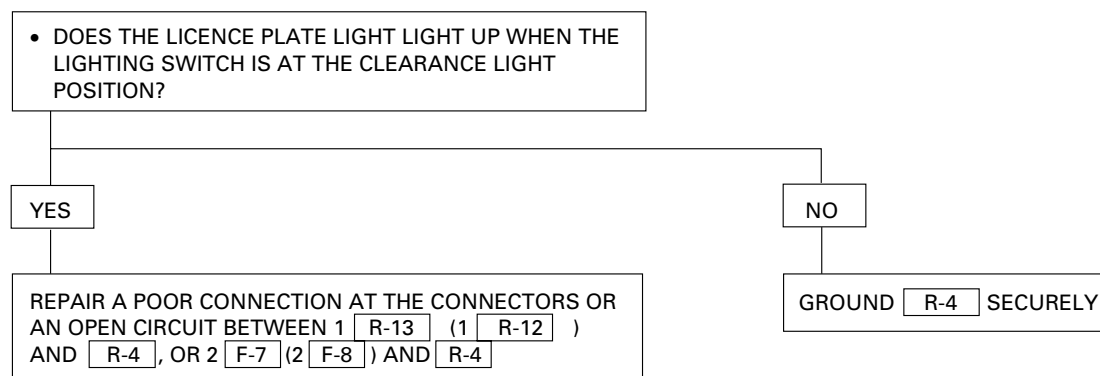 • DOES THE LICENCE PLATE LIGHT LIGHT UP WHEN THE
LIGHTING SWITCH IS AT THE CLEARANCE LIGHT
POSITION?
YES
NO
REPAIR A POOR CONNECTION AT THE CONNECTORS OR
AN OPEN CIRCUIT BETWEEN 1 R-13 (1 R-12 )
AND R-4 , OR 2 F-7 (2 F-8 ) AND R-4
GROUND R-4 SECURELY